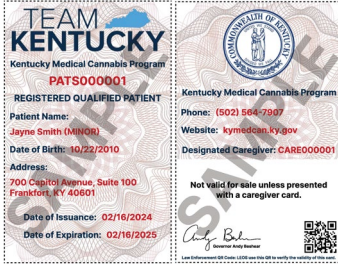 TEAM
KENTUCKY
Kentucky Medical Cannabis Program
PATS000001
REGISTERED QUALIFIED PATIENT
Patient Name:
Jayne Smith (MINOR)
Date of Birth: 10/22/2010
Address:
700 Capitol Avenue, Suite 100
Frankfort, KY 40601
Date of Issuance: 02/16/2024
Date of Expiration: 02/16/2025
SAMPLE
COMMONWEALTH OF KENTUCKY
Kentucky Medical Cannabis Program
Phone: (502) 564-7907
Website: kymedcan.ky.gov
Designated Caregiver: CARE000001
Not valid for sale unless presented
with a caregiver card.
Andy Beshear
Governor Andy Beshear
Law Enforcement QR Code: LEOS use this QR to verify the validity of this card.
SAMPLE